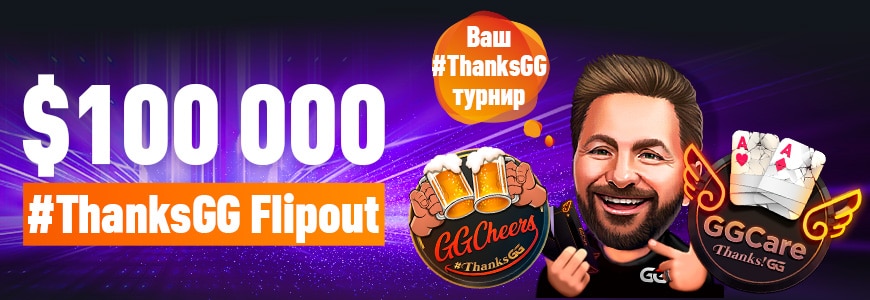 $100 000
#ThanksGG Flipout
Ваш
#ThanksGG
турнир
GGCheers
#ThanksGG
GG
A
A
GGCare
Thanks!GG